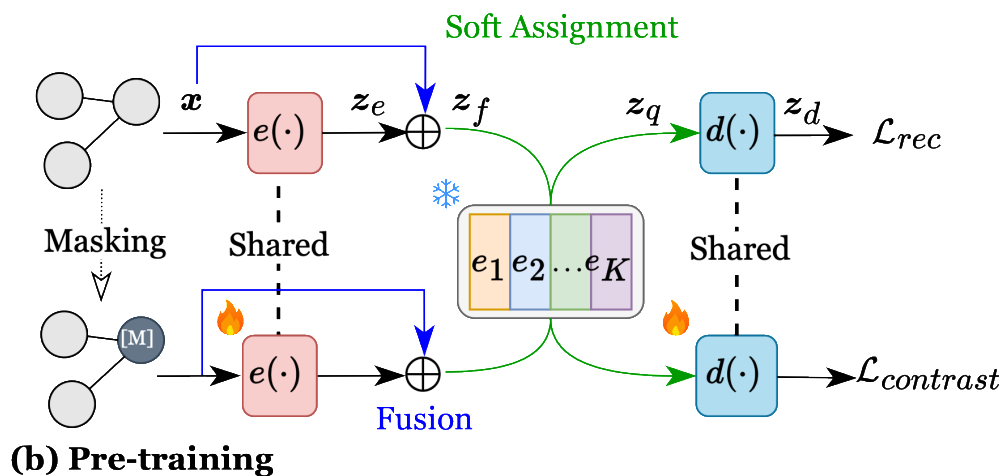 Soft Assignment
x
z_e
z_f
z_q
z_d
e(·)
d(·)
ℒ_rec
Masking
Shared
e_1 e_2 ... e_K
Shared
[M]
e(·)
d(·)
ℒ_contrast
Fusion
(b) Pre-training